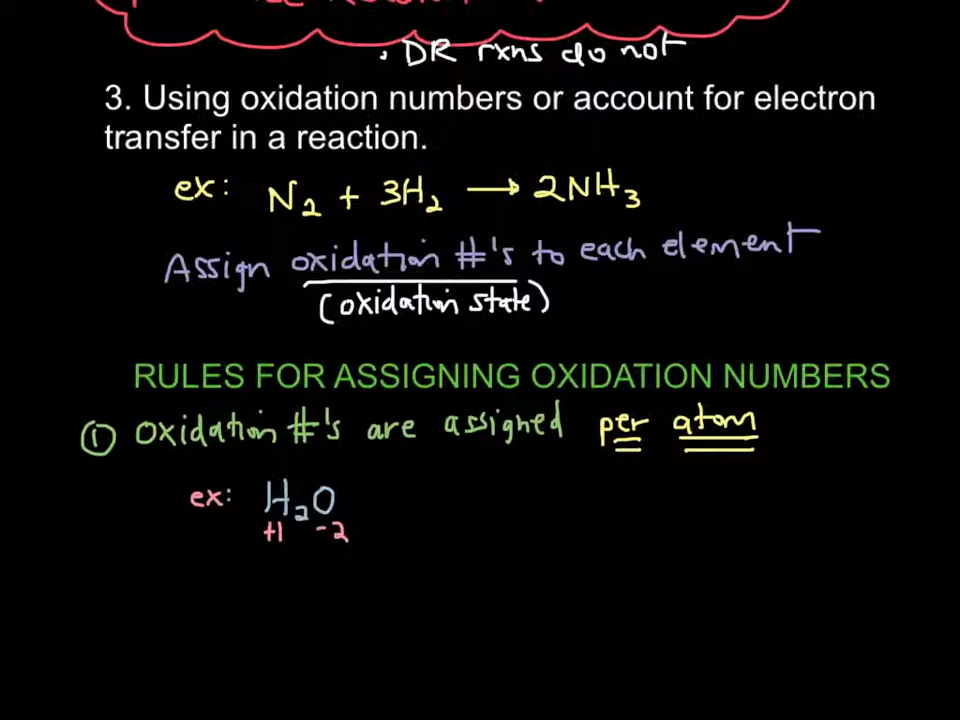 • DR rxns do not
3. Using oxidation numbers or account for electron
transfer in a reaction.
ex: N₂ + 3H₂ → 2NH₃
Assign oxidation #'s to each element
(oxidation state)
RULES FOR ASSIGNING OXIDATION NUMBERS
① oxidation #'s are assigned per atom
ex: H₂O
+1 -2